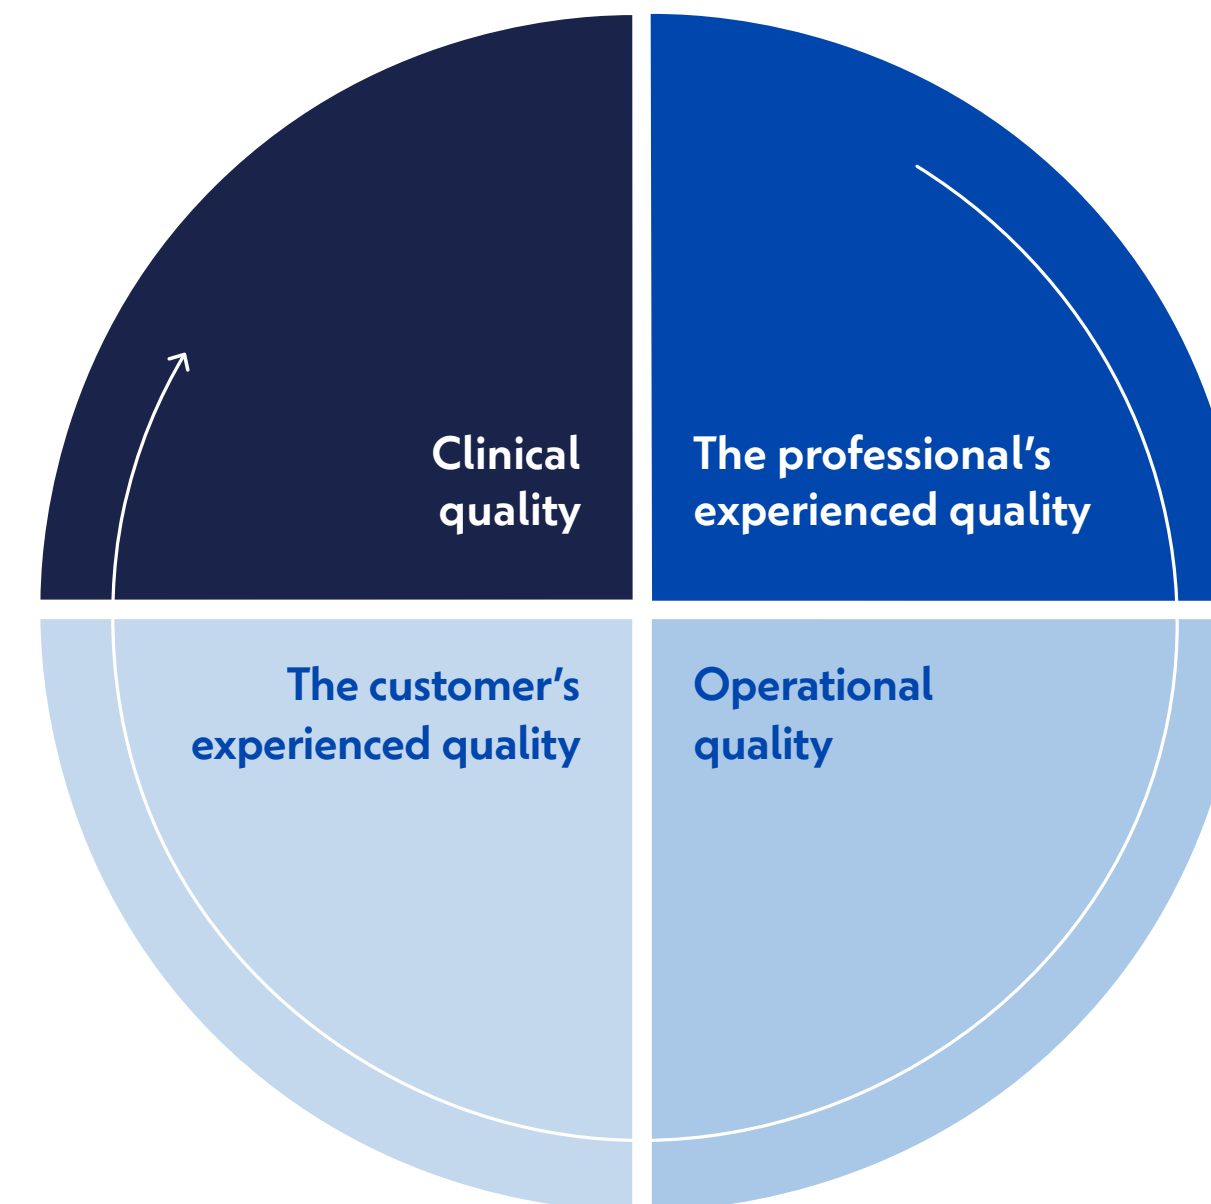 Clinical
quality
The professional’s
experienced quality
The customer’s
experienced quality
Operational
quality